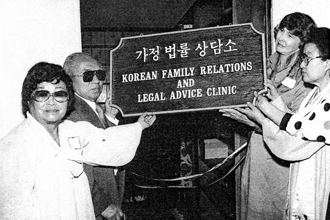 가정 법률 상담소
KOREAN FAMILY RELATIONS
AND
LEGAL ADVICE CLINIC